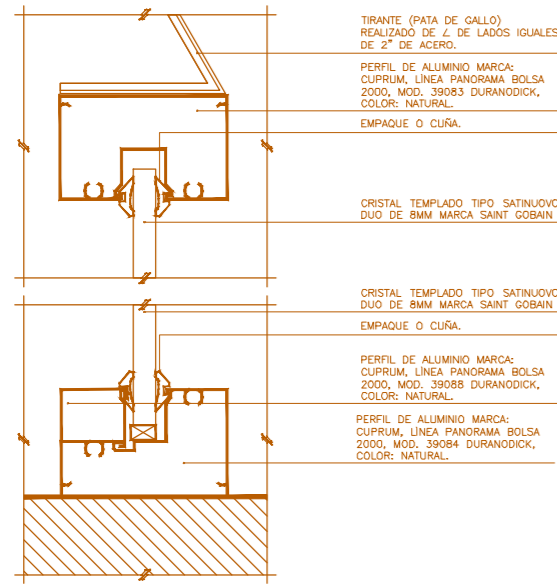 TIRANTE (PATA DE GALLO)
REALIZADO DE ∠ DE LADOS IGUALES
DE 2" DE ACERO.
PERFIL DE ALUMINIO MARCA:
CUPRUM, LÍNEA PANORAMA BOLSA
2000, MOD. 39083 DURANODICK,
COLOR: NATURAL.
EMPAQUE O CUÑA.
CRISTAL TEMPLADO TIPO SATINUOVO
DUO DE 8MM MARCA SAINT GOBAIN
CRISTAL TEMPLADO TIPO SATINUOVO
DUO DE 8MM MARCA SAINT GOBAIN
EMPAQUE O CUÑA.
PERFIL DE ALUMINIO MARCA:
CUPRUM, LÍNEA PANORAMA BOLSA
2000, MOD. 39088 DURANODICK,
COLOR: NATURAL.
PERFIL DE ALUMINIO MARCA:
CUPRUM, LÍNEA PANORAMA BOLSA
2000, MOD. 39084 DURANODICK,
COLOR: NATURAL.